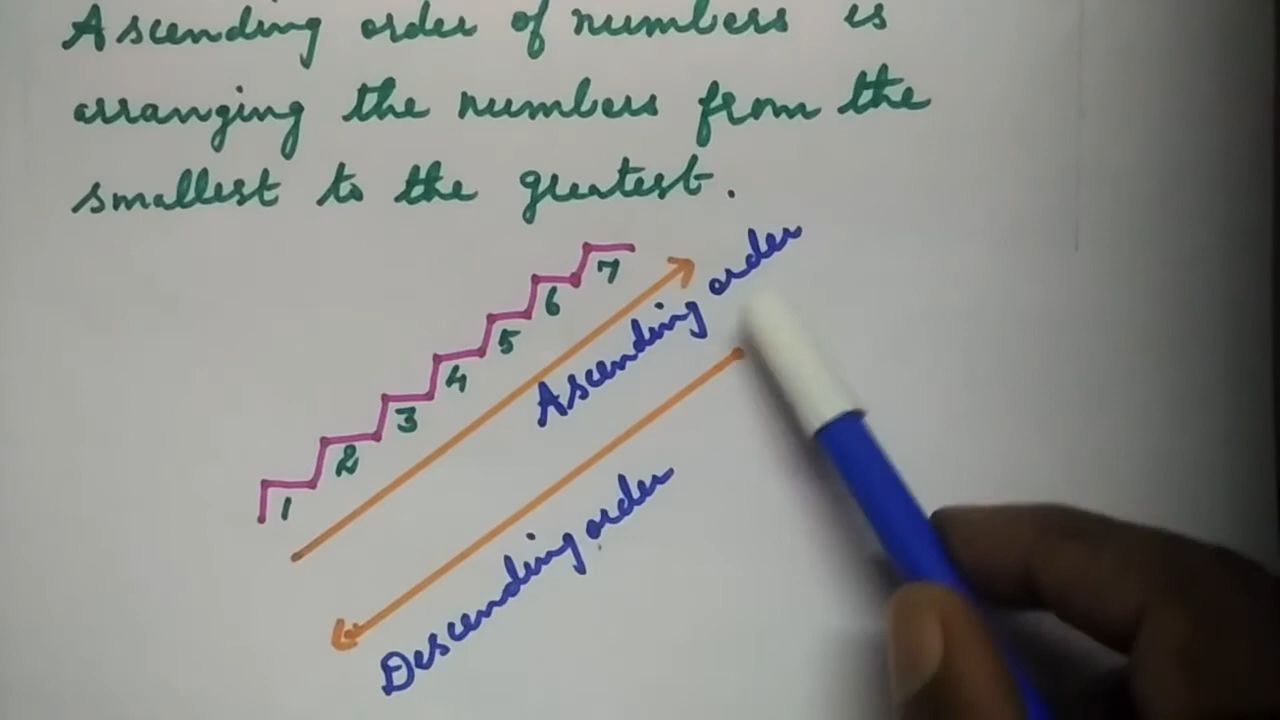 Ascending order of numbers is
arranging the numbers from the
smallest to the greatest.
7
6
5
4
3
2
1
Ascending order
Descending order